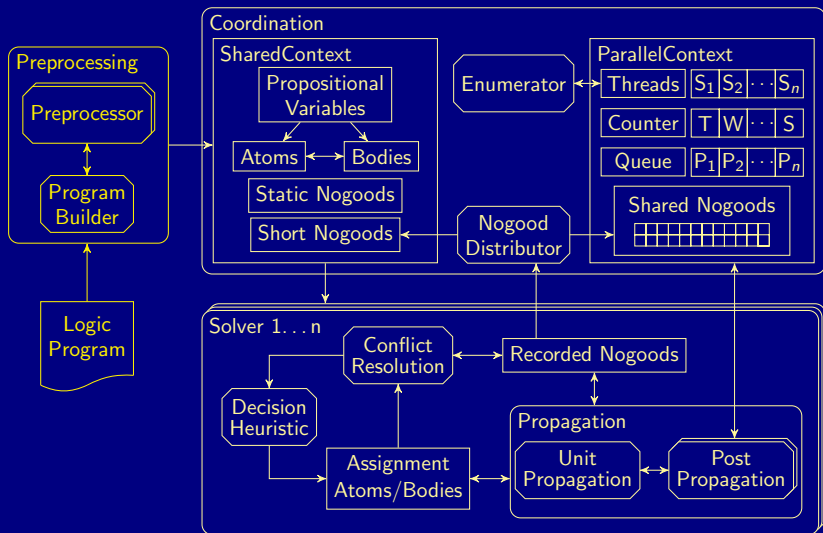 Coordination
Preprocessing
Preprocessor
Program
Builder
Logic
Program
SharedContext
Propositional
Variables
Atoms
Bodies
Static Nogoods
Short Nogoods
Enumerator
Nogood
Distributor
ParallelContext
Threads S₁ S₂ ··· Sₙ
Counter T W ··· S
Queue P₁ P₂ ··· Pₙ
Shared Nogoods
Solver 1...n
Conflict
Resolution
Recorded Nogoods
Decision
Heuristic
Assignment
Atoms/Bodies
Propagation
Unit
Propagation
Post
Propagation